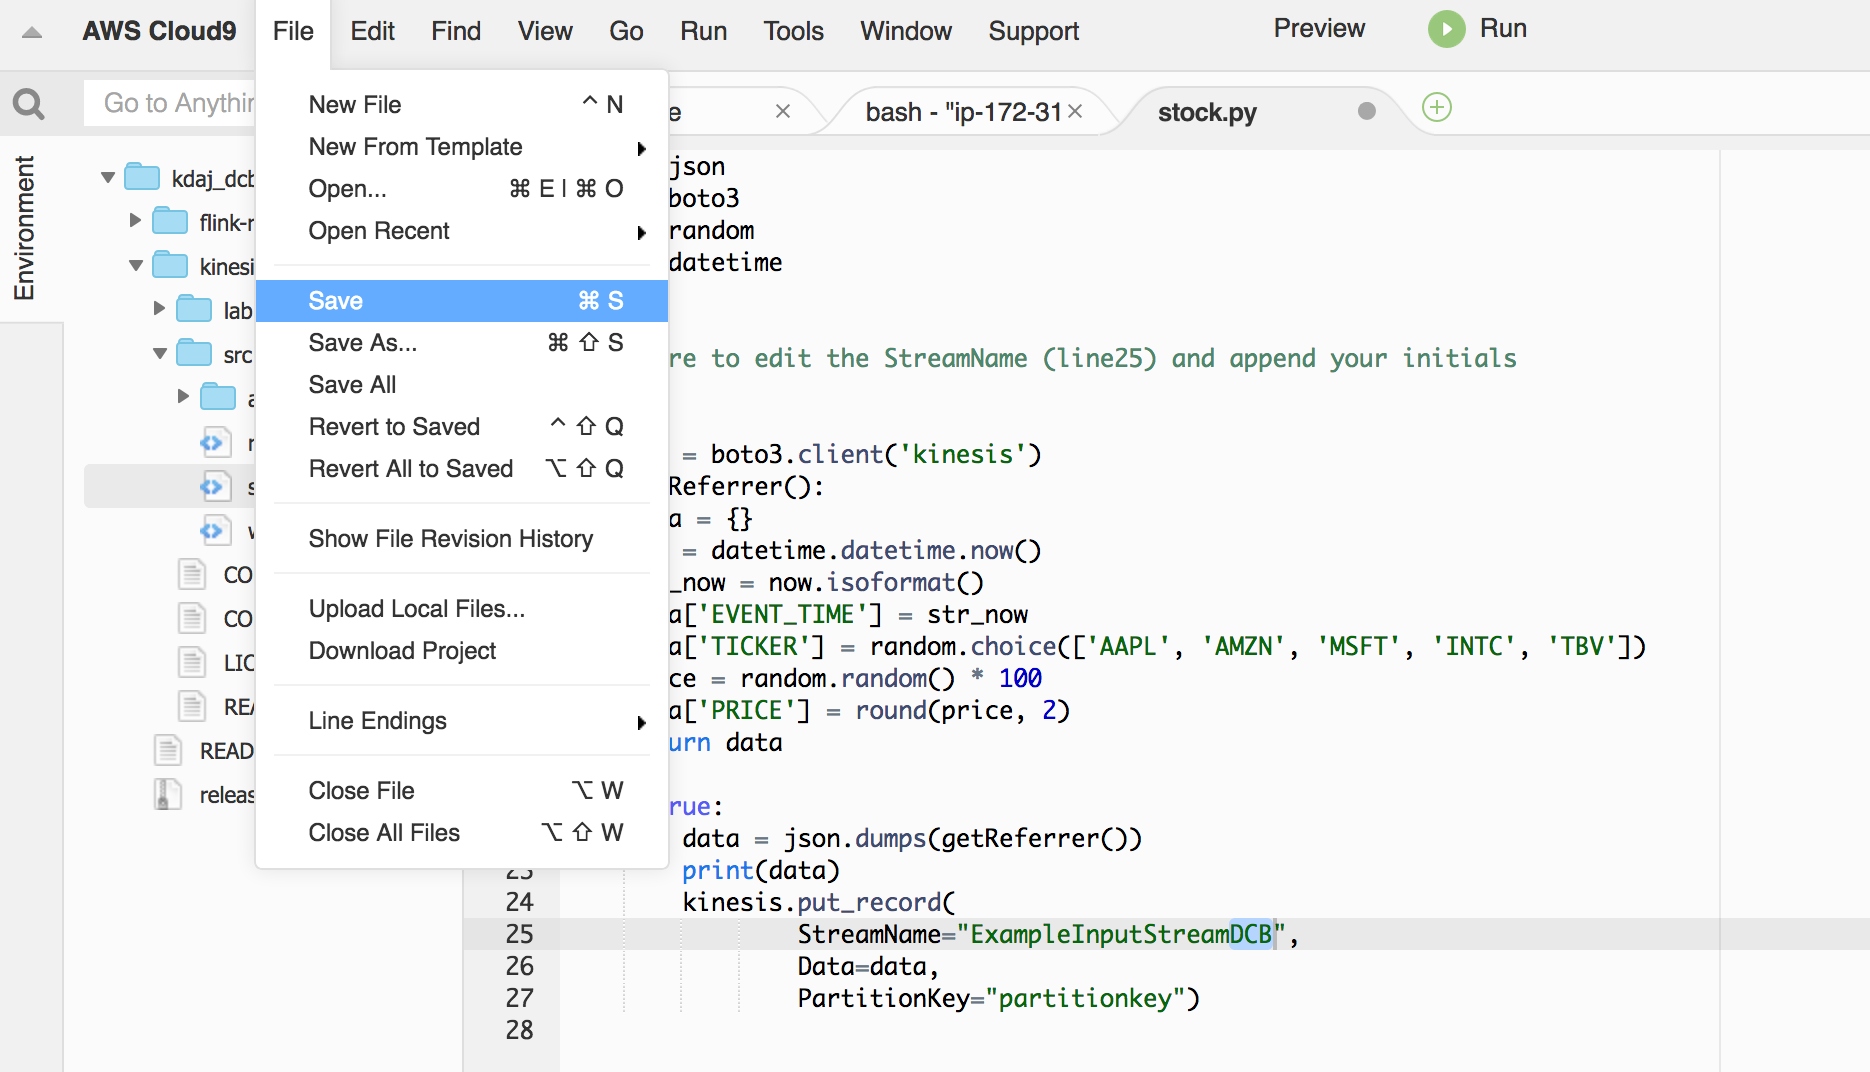 AWS Cloud9 File Edit Find View Go Run Tools Window Support Preview Run
Go to Anythin
e
bash - "ip-172-31
stock.py
Environment
kdaj_dcb
flink-r
kinesi
lab
src
CO
CO
LIC
REA
READ
releas
New File ^ N
New From Template
Open... ⌘ E | ⌘ O
Open Recent
Save ⌘ S
Save As... ⌘ ⇧ S
Save All
Revert to Saved ^ ⇧ Q
Revert All to Saved ⌥ ⇧ Q
Show File Revision History
Upload Local Files...
Download Project
Line Endings
Close File ⌥ W
Close All Files ⌥ ⇧ W
json
boto3
random
datetime
re to edit the StreamName (line25) and append your initials
= boto3.client('kinesis')
Referrer():
a = {}
= datetime.datetime.now()
_now = now.isoformat()
a['EVENT_TIME'] = str_now
a['TICKER'] = random.choice(['AAPL', 'AMZN', 'MSFT', 'INTC', 'TBV'])
ce = random.random() * 100
a['PRICE'] = round(price, 2)
urn data
rue:
data = json.dumps(getReferrer())
23 print(data)
24 kinesis.put_record(
25 StreamName="ExampleInputStreamDCB",
26 Data=data,
27 PartitionKey="partitionkey")
28